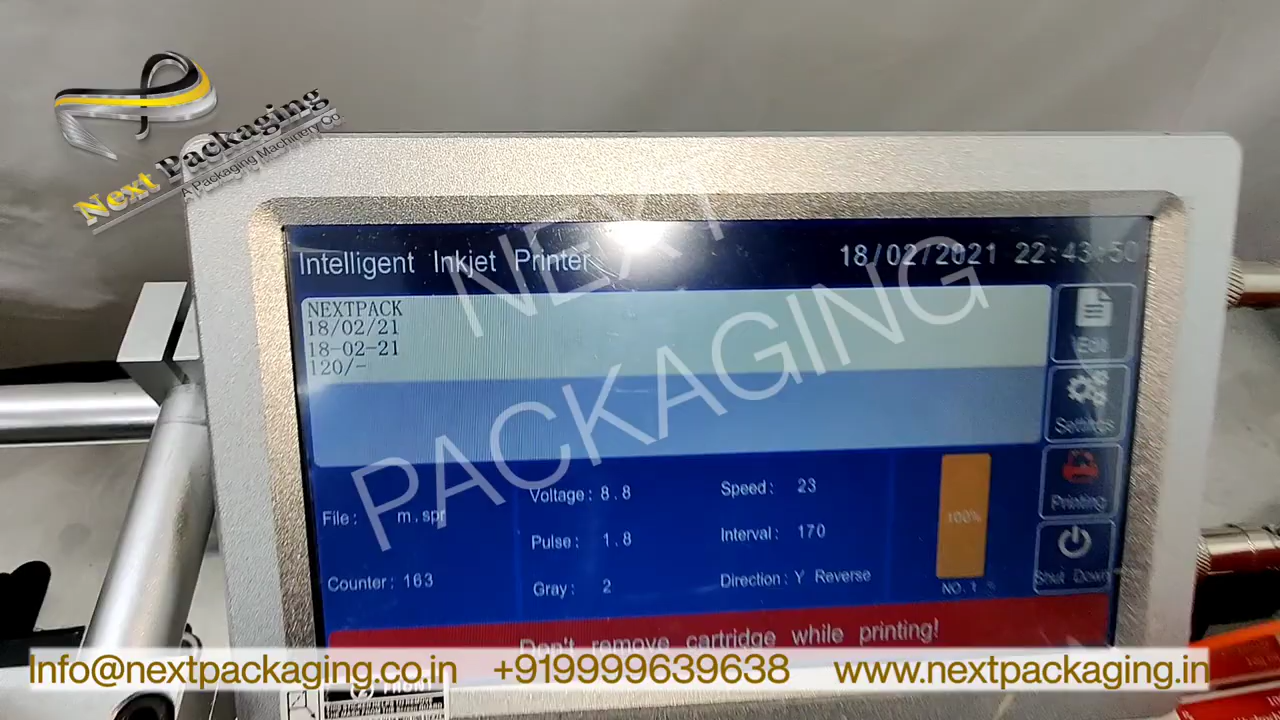 Next Packaging
A Packaging Machinery Co.
NEXT
PACKAGING
Intelligent Inkjet Printer
18/02/2021 22:43:50
NEXTPACK
18/02/21
18-02-21
120/-
Edit
Settings
Printing
Shut Down
File: m.spr
Counter: 163
Voltage: 8.8
Pulse: 1.8
Gray: 2
Speed: 23
Interval: 170
Direction: Y Reverse
100%
NO.1
Don't remove cartridge while printing!
Info@nextpackaging.co.in +919999639638 www.nextpackaging.in
FRONT